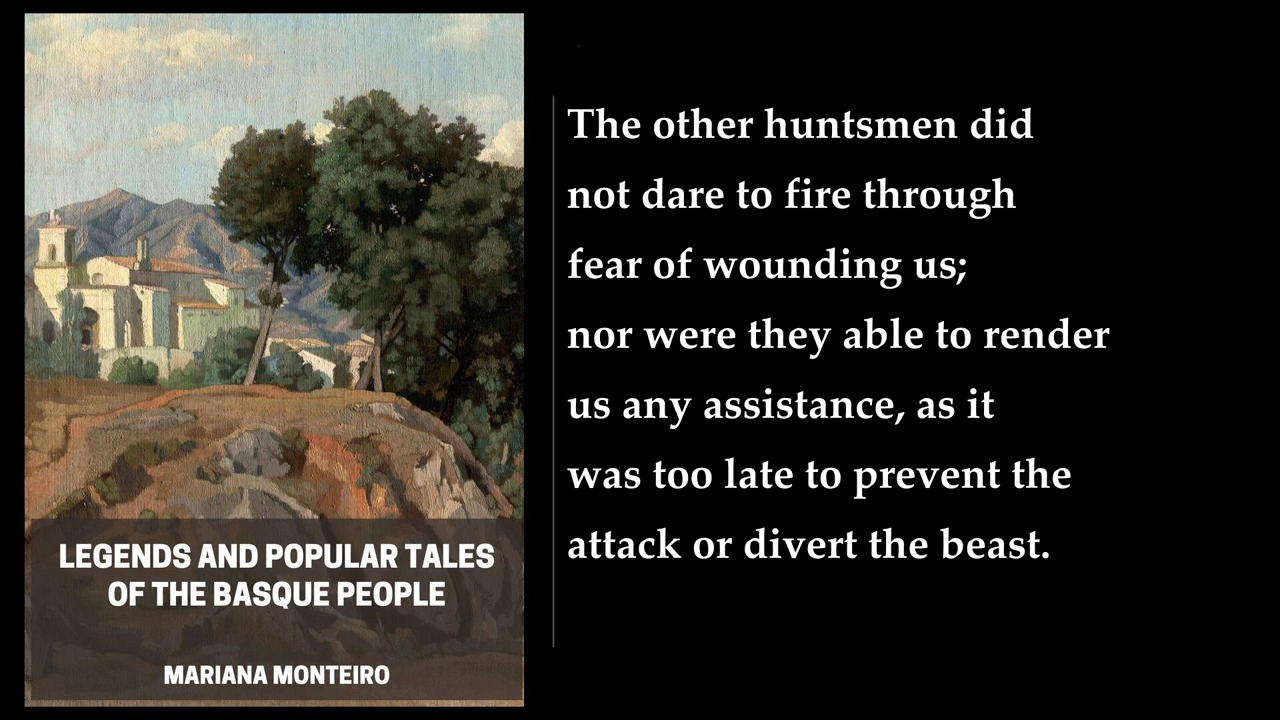 LEGENDS AND POPULAR TALES
OF THE BASQUE PEOPLE
MARIANA MONTEIRO
The other huntsmen did
not dare to fire through
fear of wounding us;
nor were they able to render
us any assistance, as it
was too late to prevent the
attack or divert the beast.